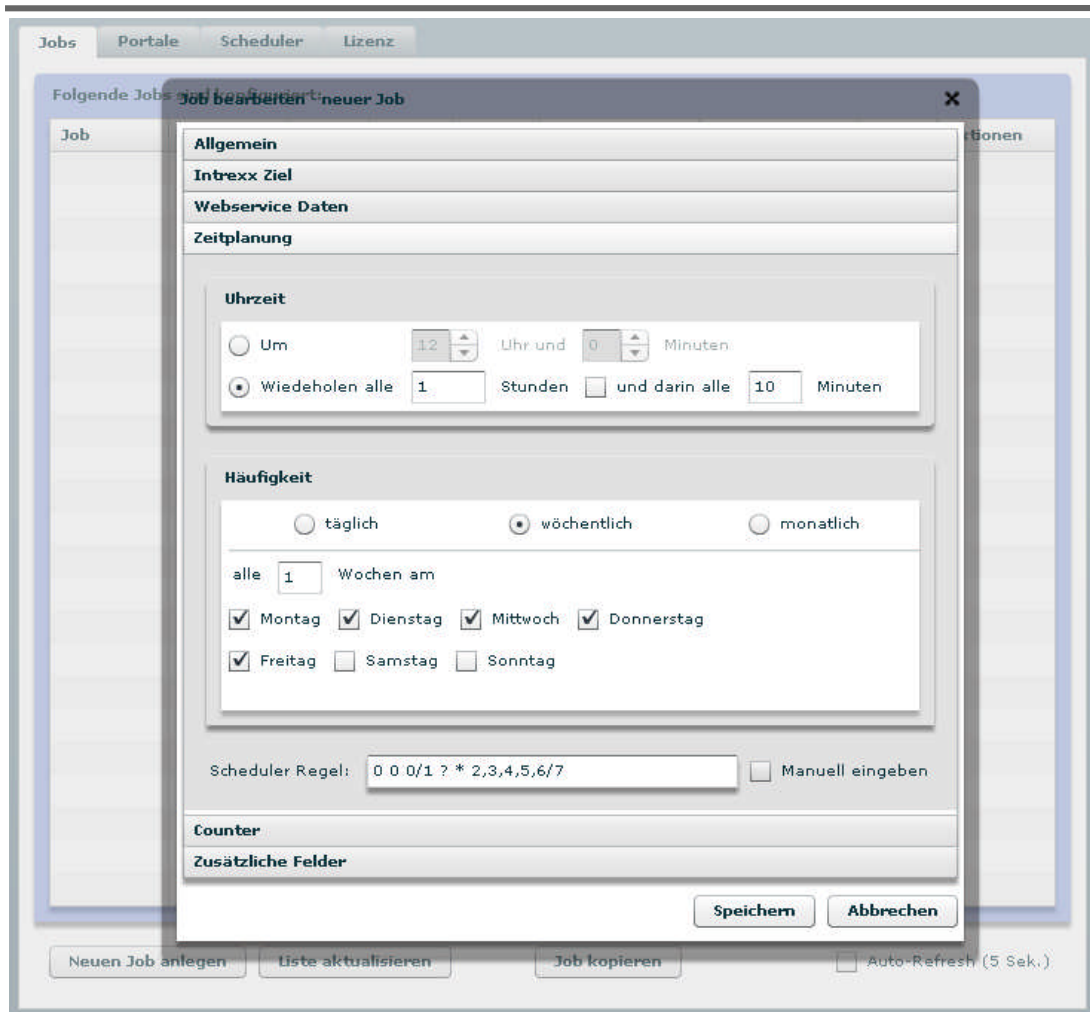 Jobs Portale Scheduler Lizenz
Folgende Jobs sind konfiguriert:
Job bearbeiten - neuer Job
Job
Allgemein
Intrexx Ziel
Webservice Daten
Zeitplanung
Uhrzeit
Um 12 Uhr und 0 Minuten
Wiedeholen alle 1 Stunden und darin alle 10 Minuten
Häufigkeit
täglich wöchentlich monatlich
alle 1 Wochen am
Montag Dienstag Mittwoch Donnerstag
Freitag Samstag Sonntag
Scheduler Regel: 0 0 0/1 ? * 2,3,4,5,6/7 Manuell eingeben
Counter
Zusätzliche Felder
Speichern Abbrechen
Neuen Job anlegen Liste aktualisieren Job kopieren Auto-Refresh (5 Sek.)